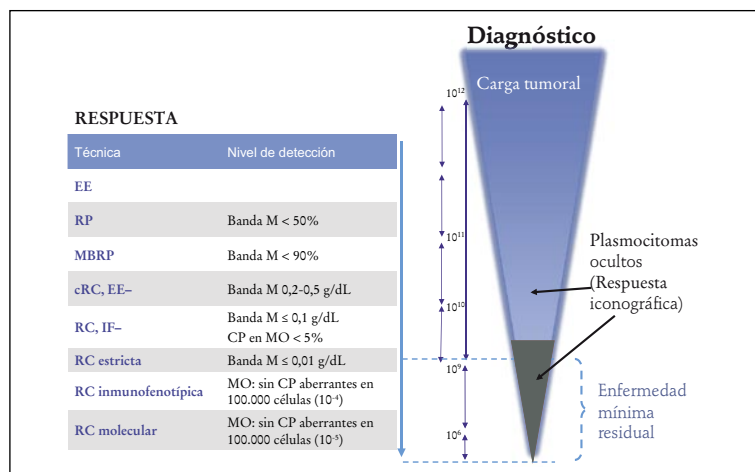 Diagnóstico
Carga tumoral
RESPUESTA
Técnica Nivel de detección
EE
RP Banda M < 50%
MBRP Banda M < 90%
cRC, EE– Banda M 0,2-0,5 g/dL
RC, IF– Banda M ≤ 0,1 g/dL
CP en MO < 5%
RC estricta Banda M ≤ 0,01 g/dL
RC inmunofenotípica MO: sin CP aberrantes en
100.000 células (10⁻⁴)
RC molecular MO: sin CP aberrantes en
100.000 células (10⁻⁵)
10¹²
10¹¹
10¹⁰
10⁹
10⁶
Plasmocitomas
ocultos
(Respuesta
iconográfica)
Enfermedad
mínima
residual